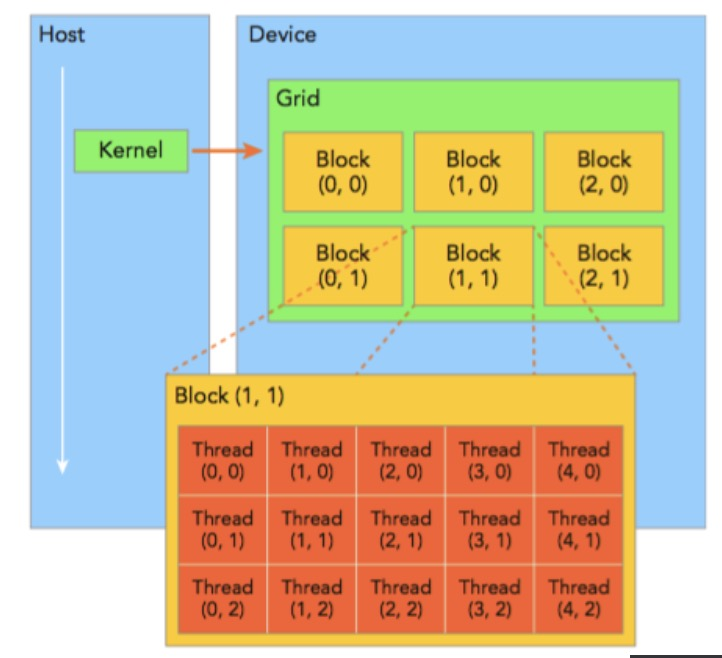 Host
Device
Grid
Kernel
Block
(0, 0)
Block
(1, 0)
Block
(2, 0)
Block
(0, 1)
Block
(1, 1)
Block
(2, 1)
Block (1, 1)
Thread
(0, 0)
Thread
(1, 0)
Thread
(2, 0)
Thread
(3, 0)
Thread
(4, 0)
Thread
(0, 1)
Thread
(1, 1)
Thread
(2, 1)
Thread
(3, 1)
Thread
(4, 1)
Thread
(0, 2)
Thread
(1, 2)
Thread
(2, 2)
Thread
(3, 2)
Thread
(4, 2)